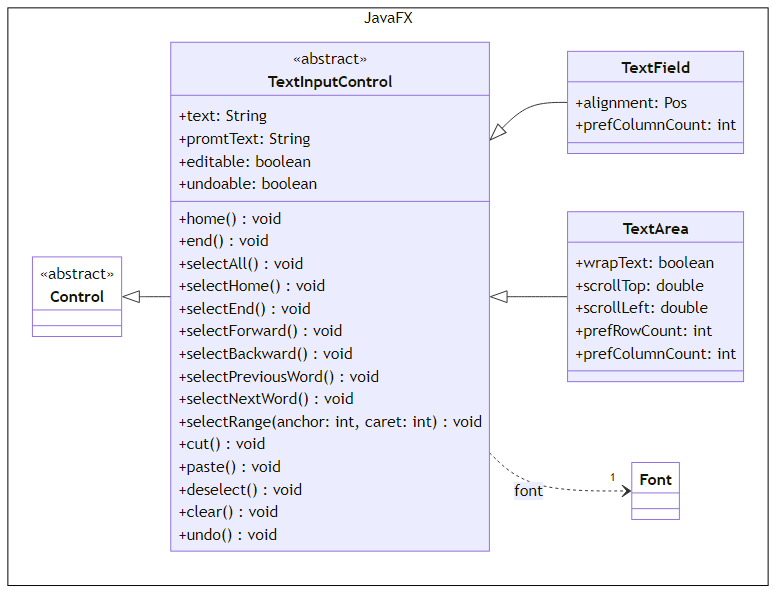 JavaFX
«abstract»
TextInputControl
+text: String
+promtText: String
+editable: boolean
+undoable: boolean
+home() : void
+end() : void
+selectAll() : void
+selectHome() : void
+selectEnd() : void
+selectForward() : void
+selectBackward() : void
+selectPreviousWord() : void
+selectNextWord() : void
+selectRange(anchor: int, caret: int) : void
+cut() : void
+paste() : void
+deselect() : void
+clear() : void
+undo() : void
«abstract»
Control
TextField
+alignment: Pos
+prefColumnCount: int
TextArea
+wrapText: boolean
+scrollTop: double
+scrollLeft: double
+prefRowCount: int
+prefColumnCount: int
font
1
Font